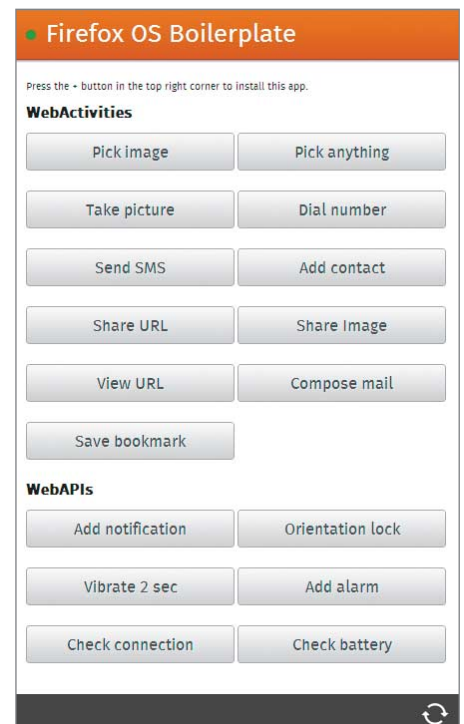 Firefox OS Boilerplate
Press the + button in the top right corner to install this app.
WebActivities
Pick image Pick anything
Take picture Dial number
Send SMS Add contact
Share URL Share Image
View URL Compose mail
Save bookmark
WebAPIs
Add notification Orientation lock
Vibrate 2 sec Add alarm
Check connection Check battery